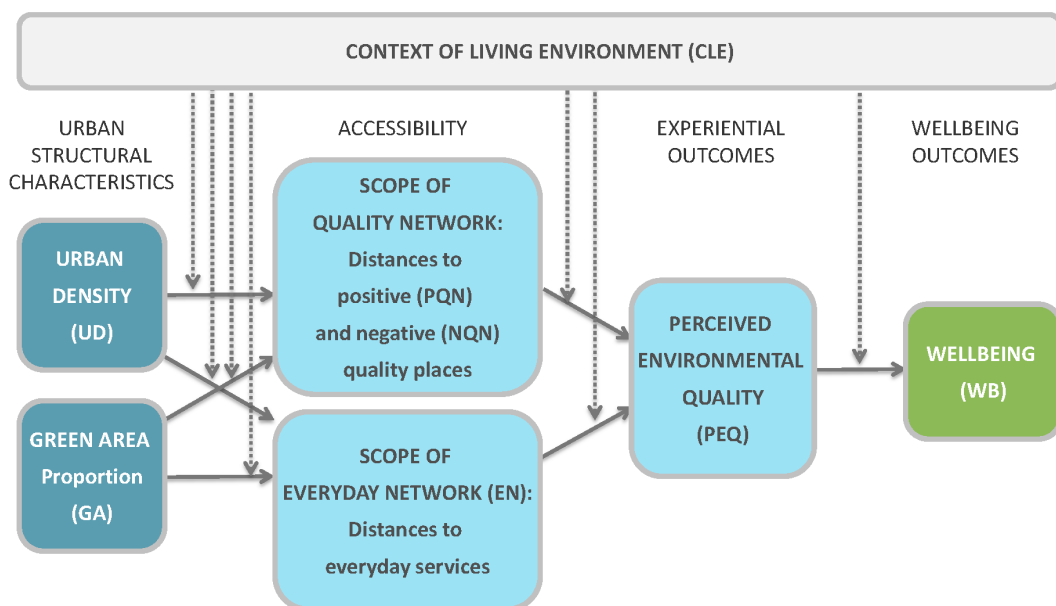 CONTEXT OF LIVING ENVIRONMENT (CLE)
URBAN
STRUCTURAL
CHARACTERISTICS
ACCESSIBILITY
EXPERIENTIAL
OUTCOMES
WELLBEING
OUTCOMES
URBAN
DENSITY
(UD)
GREEN AREA
Proportion
(GA)
SCOPE OF
QUALITY NETWORK:
Distances to
positive (PQN)
and negative (NQN)
quality places
SCOPE OF
EVERYDAY NETWORK (EN):
Distances to
everyday services
PERCEIVED
ENVIRONMENTAL
QUALITY
(PEQ)
WELLBEING
(WB)